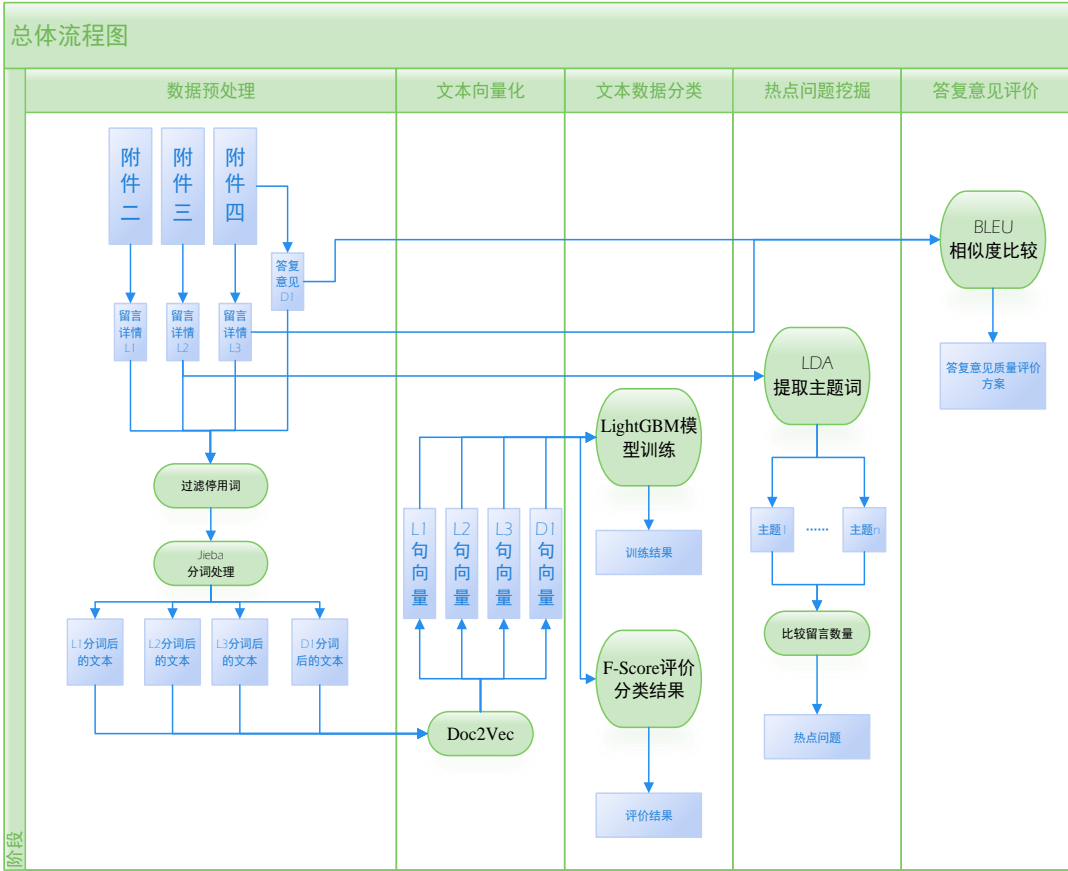 总体流程图
数据预处理
文本向量化
文本数据分类
热点问题挖掘
答复意见评价
阶段
附件二
附件三
附件四
答复
意见
D1
留言
详情
L1
留言
详情
L2
留言
详情
L3
过滤停用词
Jieba
分词处理
L1分词后
的文本
L2分词后
的文本
L3分词后
的文本
D1分词
后的文本
L1句向量
L2句向量
L3句向量
D1句向量
Doc2Vec
LightGBM模
型训练
训练结果
F-Score评价
分类结果
评价结果
LDA
提取主题词
主题1
······
主题n
比较留言数量
热点问题
BLEU
相似度比较
答复意见质量评价
方案